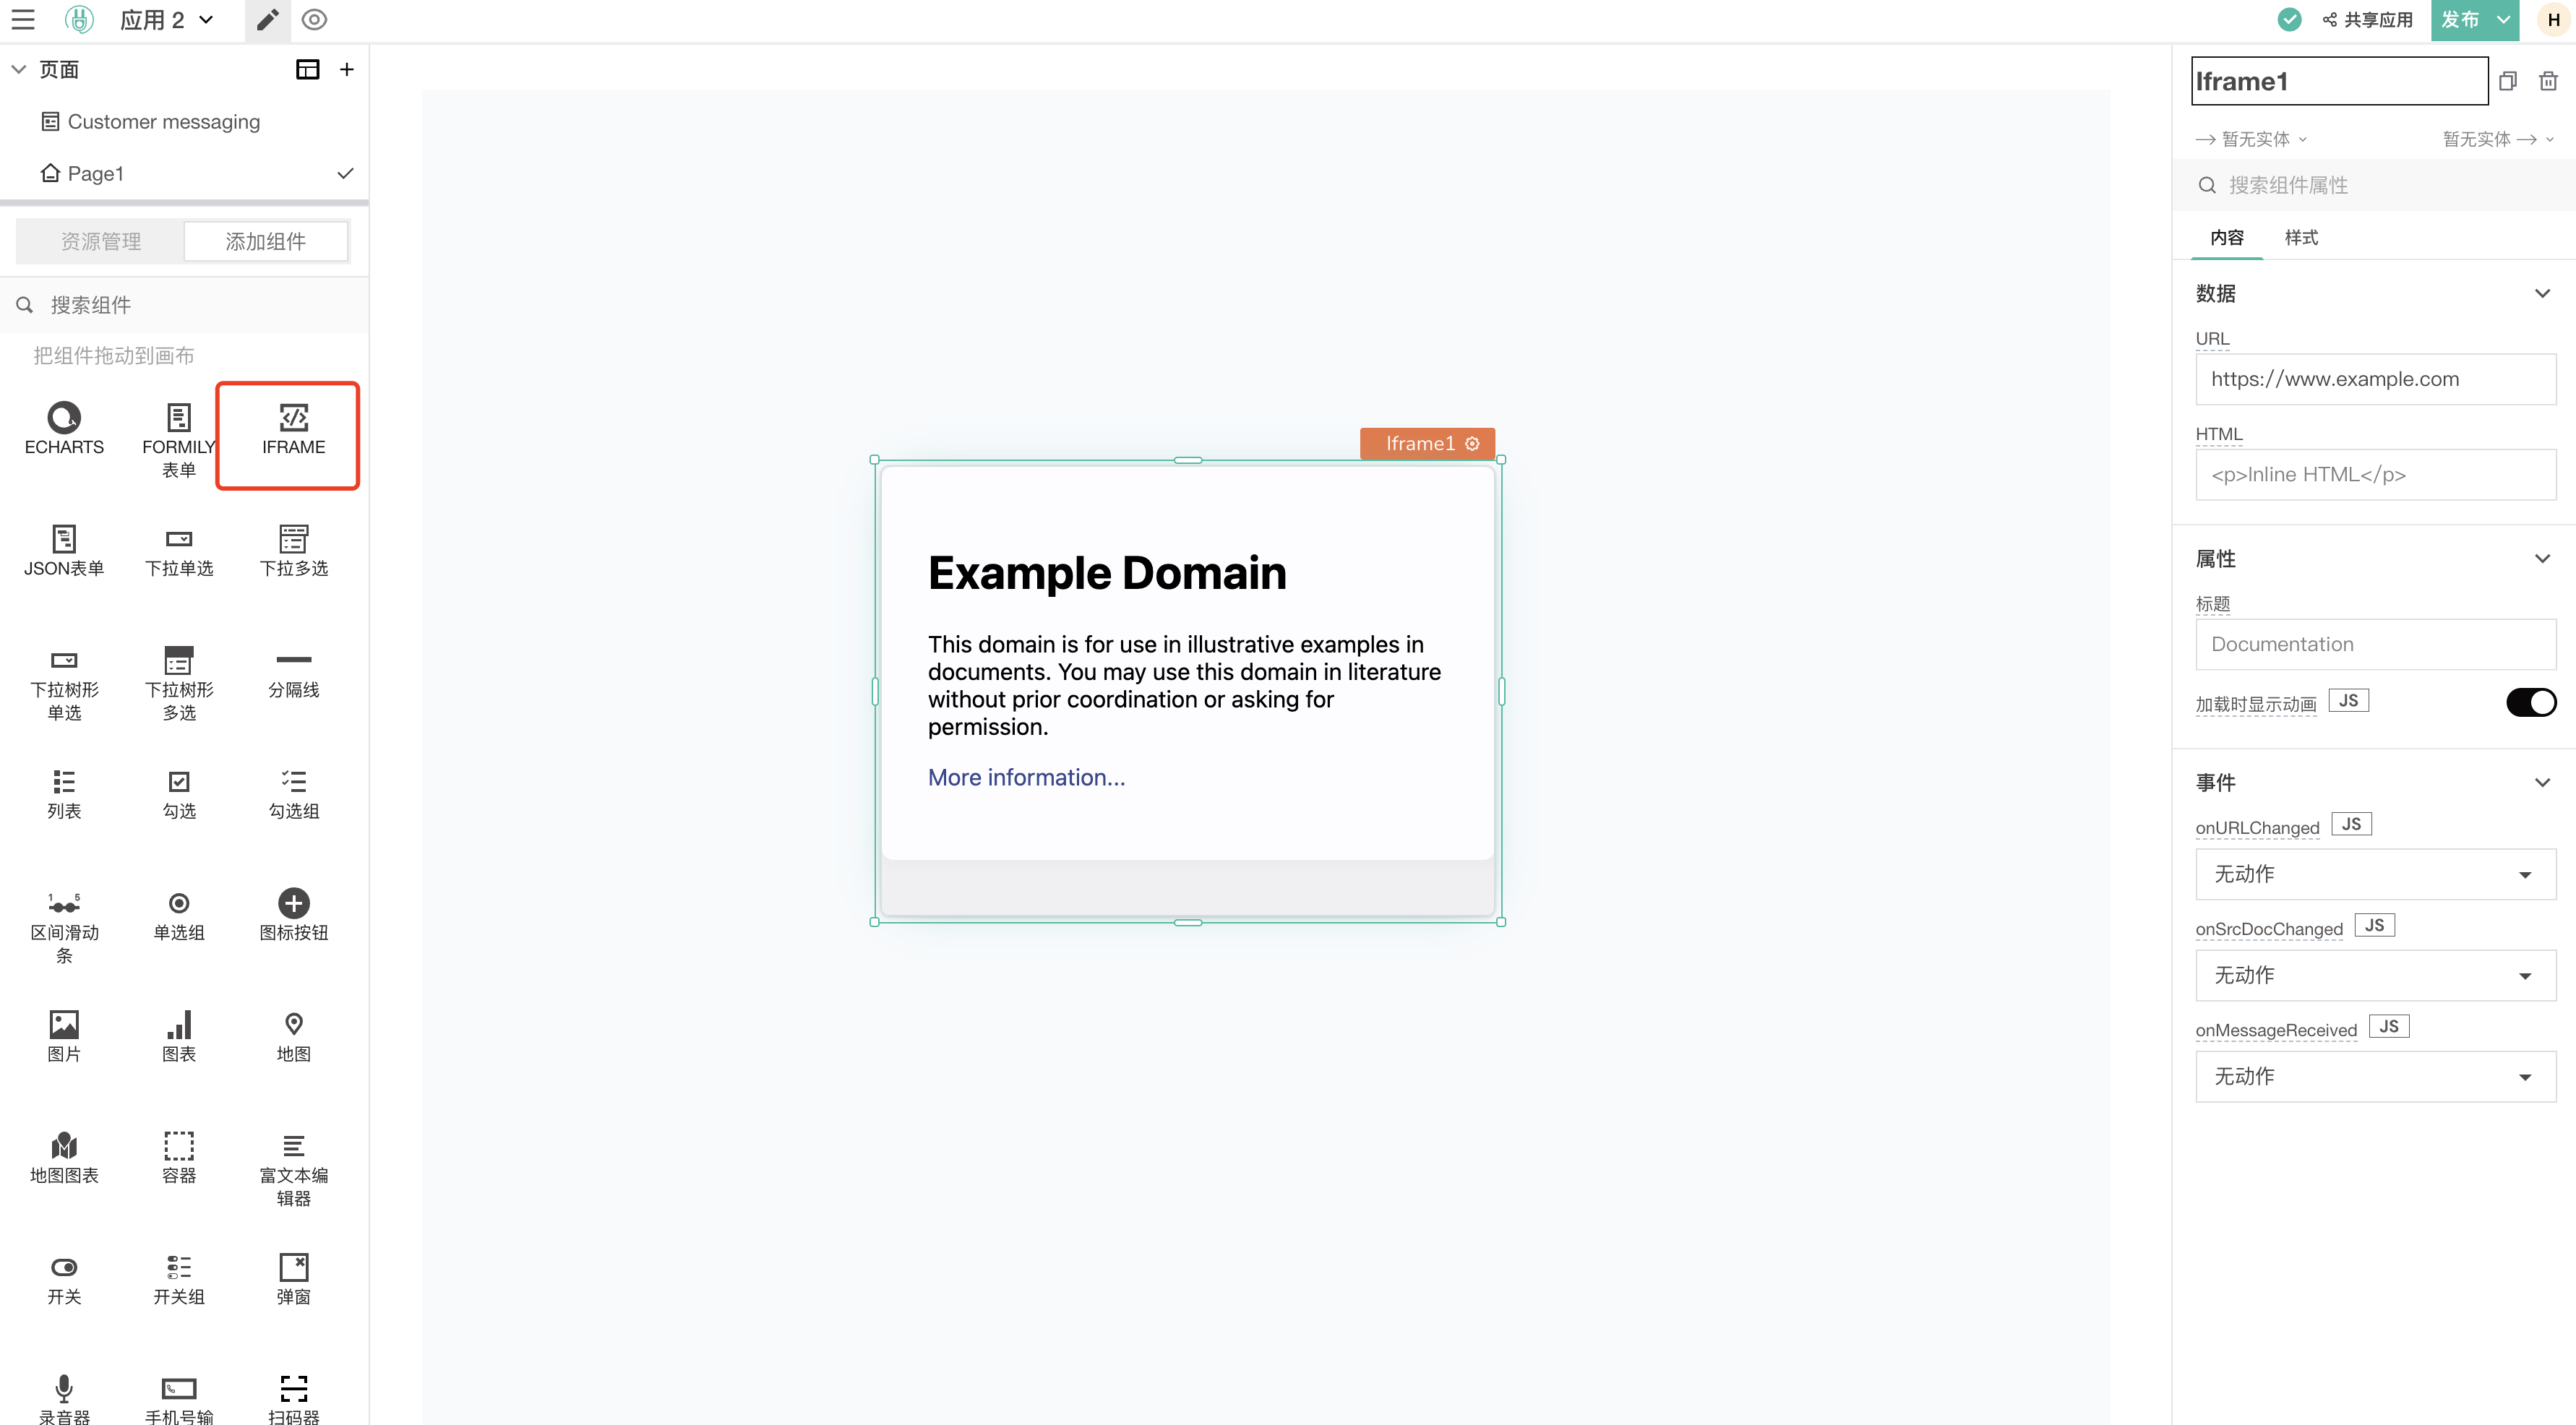 应用 2
共享应用
发布
H
页面
Customer messaging
Page1
资源管理
添加组件
搜索组件
把组件拖动到画布
ECHARTS
FORMILY
表单
IFRAME
JSON表单
下拉单选
下拉多选
下拉树形
单选
下拉树形
多选
分隔线
列表
勾选
勾选组
1 5
区间滑动
条
单选组
图标按钮
图片
图表
地图
地图图表
容器
富文本编
辑器
开关
开关组
弹窗
录音器
手机号输
扫码器
Iframe1
Example Domain
This domain is for use in illustrative examples in
documents. You may use this domain in literature
without prior coordination or asking for
permission.
More information...
Iframe1
暂无实体
暂无实体
搜索组件属性
内容
样式
数据
URL
https://www.example.com
HTML
<p>Inline HTML</p>
属性
标题
Documentation
加载时显示动画 JS
事件
onURLChanged JS
无动作
onSrcDocChanged JS
无动作
onMessageReceived JS
无动作